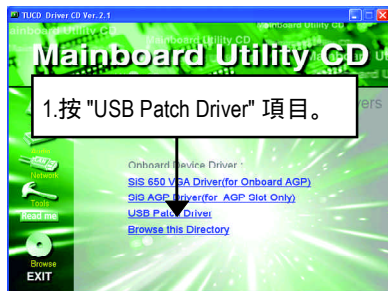 TUCD Driver CD Ver.2.1
Mainboard Utility CD
1.按 "USB Patch Driver" 項目。
Onboard Device Driver :
SiS 650 VGA Driver(for Onboard AGP)
SiS AGP Driver(for AGP Slot Only)
USB Patch Driver
Browse this Directory
Network
Tools
Read me
Browse
EXIT